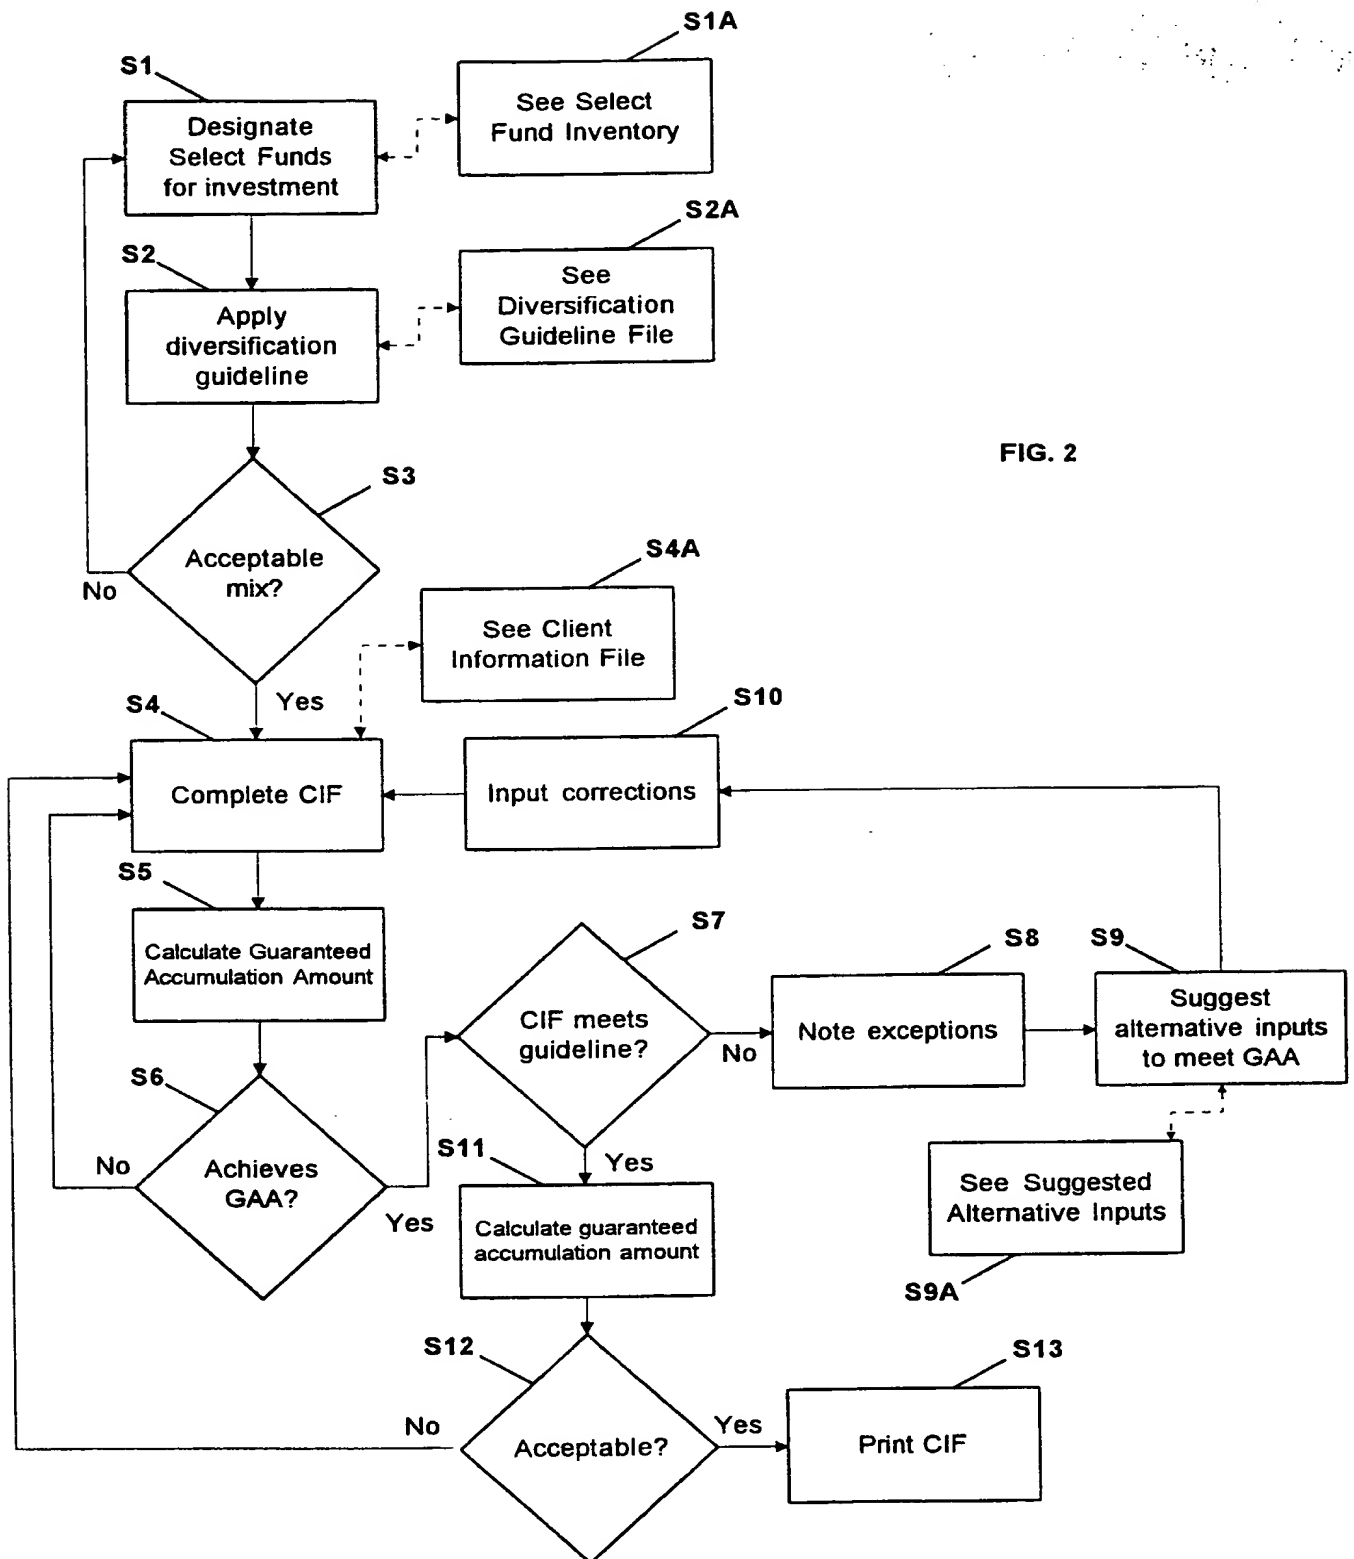 S1A
S1
See Select
Fund Inventory
Designate
Select Funds
for investment
S2A
S2
See
Diversification
Guideline File
Apply
diversification
guideline
FIG. 2
S3
Acceptable
mix?
No
S4A
See Client
Information File
Yes
S4
S10
Complete CIF
Input corrections
S5
Calculate Guaranteed
Accumulation Amount
S7
S8
S9
CIF meets
guideline?
No
Note exceptions
Suggest
alternative inputs
to meet GAA
S6
No
Achieves
GAA?
Yes
S11
Yes
See Suggested
Alternative Inputs
S9A
Calculate guaranteed
accumulation amount
S12
S13
No
Acceptable?
Yes
Print CIF